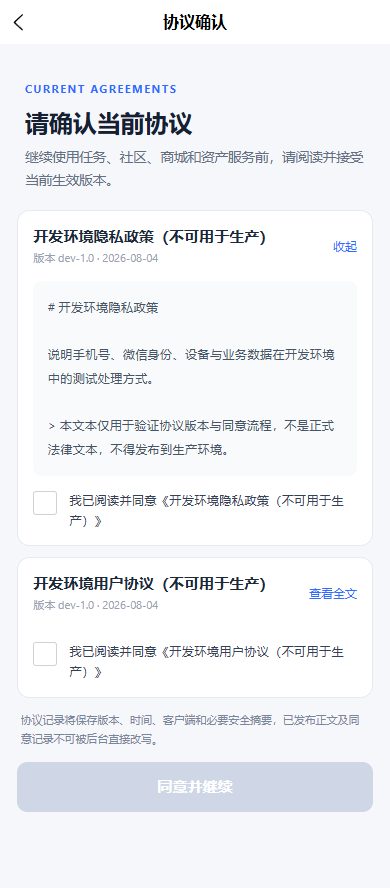 协议确认
CURRENT AGREEMENTS
请确认当前协议
继续使用任务、社区、商城和资产服务前，请阅读并接受
当前生效版本。
开发环境隐私政策（不可用于生产）
收起
版本 dev-1.0 · 2026-08-04
# 开发环境隐私政策
说明手机号、微信身份、设备与业务数据在开发环境
中的测试处理方式。
> 本文本仅用于验证协议版本与同意流程，不是正式
法律文本，不得发布到生产环境。
我已阅读并同意《开发环境隐私政策（不可用于生
产）》
开发环境用户协议（不可用于生产）
查看全文
版本 dev-1.0 · 2026-08-04
我已阅读并同意《开发环境用户协议（不可用于生
产）》
协议记录将保存版本、时间、客户端和必要安全摘要，已发布正文及同
意记录不可被后台直接改写。
同意并继续